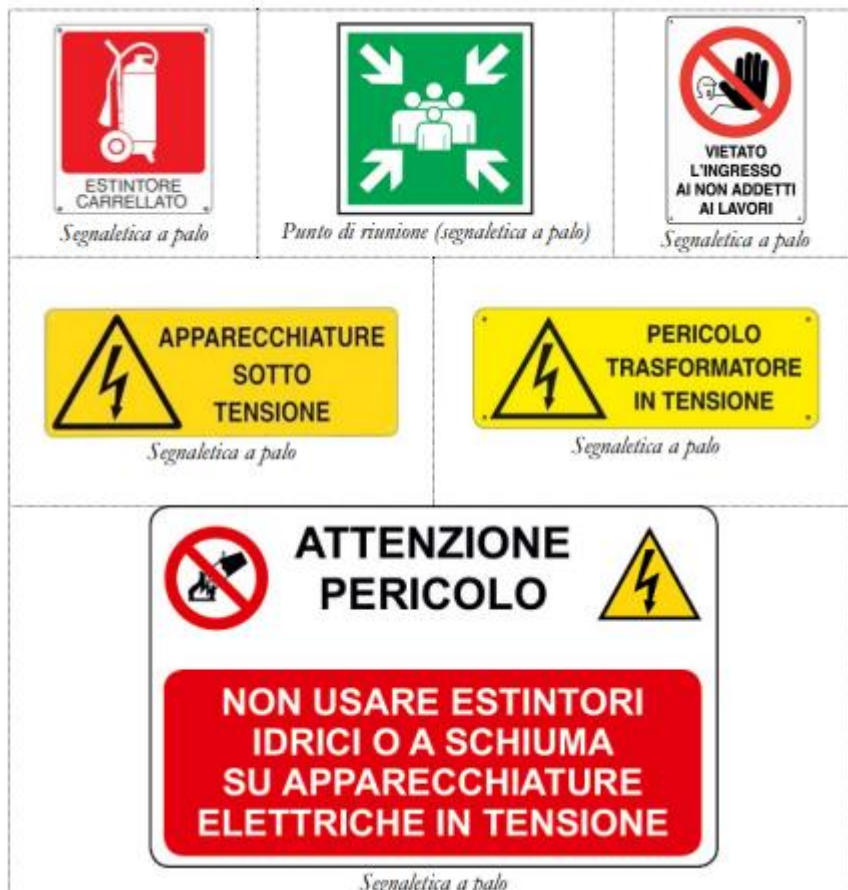 ESTINTORE
CARRELLATO
Segnaletica a palo
Punto di riunione (segnaletica a palo)
VIETATO
L'INGRESSO
AI NON ADDETTI
AI LAVORI
Segnaletica a palo
APPARECCHIATURE
SOTTO
TENSIONE
Segnaletica a palo
PERICOLO
TRASFORMATORE
IN TENSIONE
Segnaletica a palo
ATTENZIONE
PERICOLO
NON USARE ESTINTORI
IDRICI O A SCHIUMA
SU APPARECCHIATURE
ELETTRICHE IN TENSIONE
Segnaletica a palo